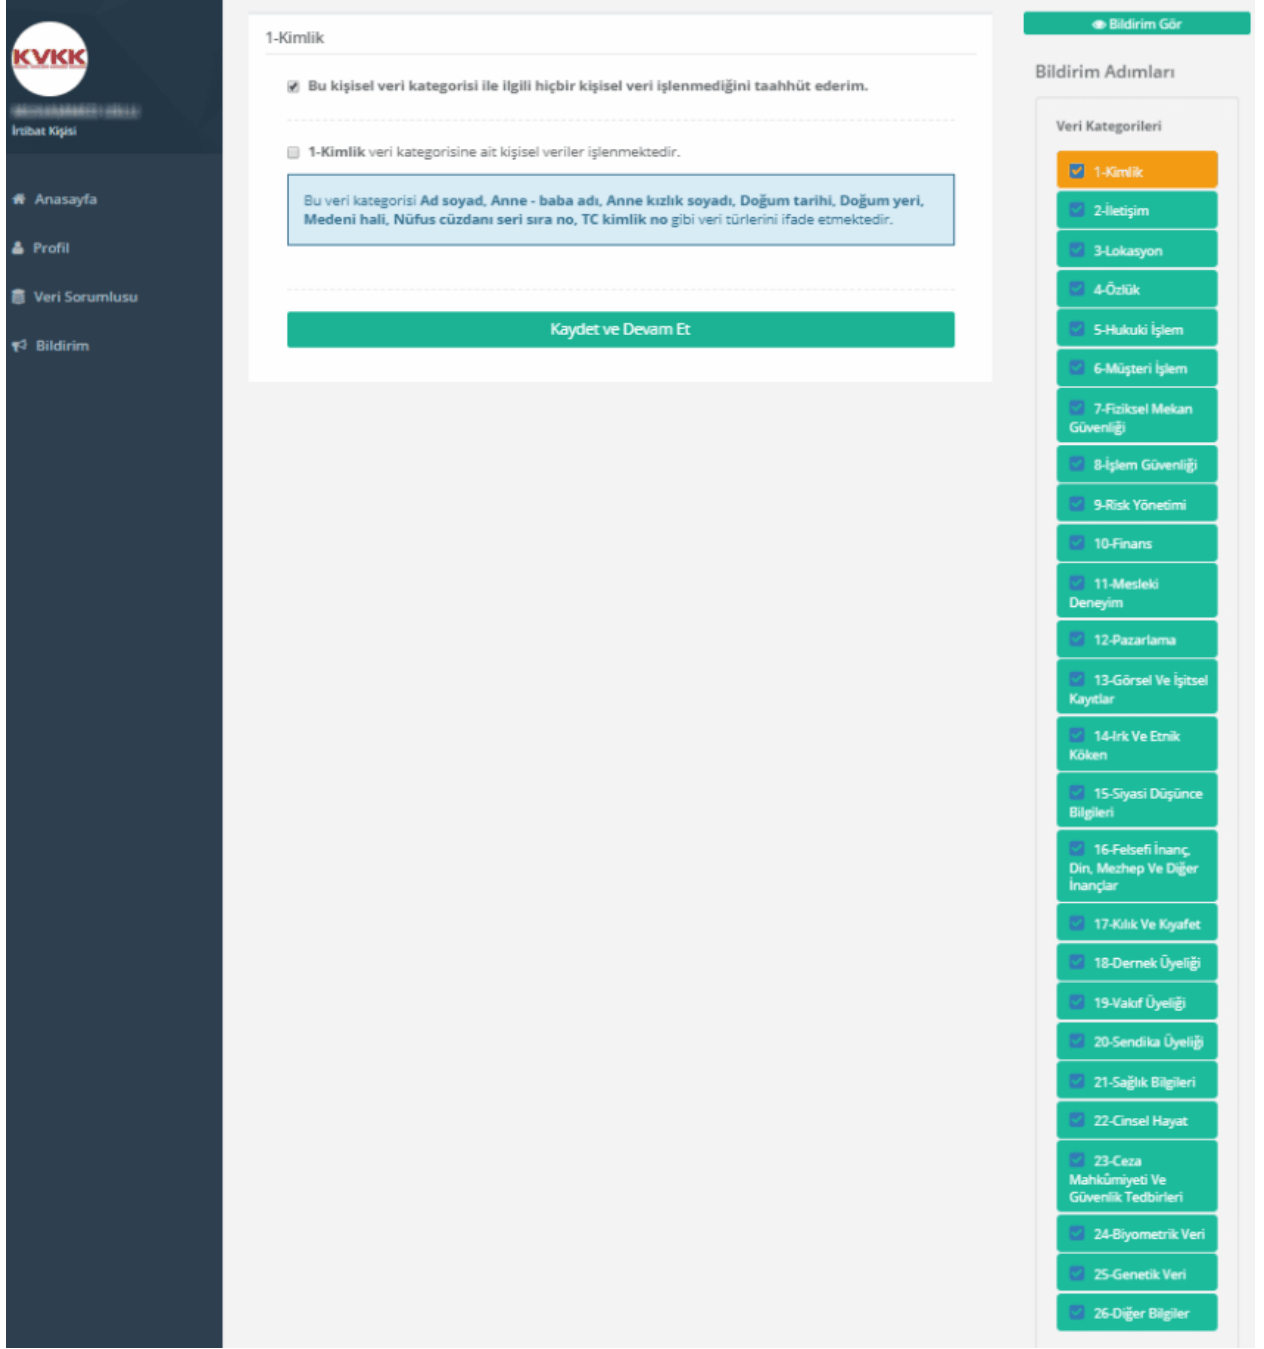 KVKK
İrtibat Kişisi
Anasayfa
Profil
Veri Sorumlusu
Bildirim
1-Kimlik
Bu kişisel veri kategorisi ile ilgili hiçbir kişisel veri işlenmediğini taahhüt ederim.
1-Kimlik veri kategorisine ait kişisel veriler işlenmektedir.
Bu veri kategorisi Ad soyad, Anne - baba adı, Anne kızlık soyadı, Doğum tarihi, Doğum yeri,
Medeni hali, Nüfus cüzdanı seri sıra no, TC kimlik no gibi veri türlerini ifade etmektedir.
Kaydet ve Devam Et
Bildirim Gör
Bildirim Adımları
Veri Kategorileri
1-Kimlik
2-İletişim
3-Lokasyon
4-Özlük
5-Hukuki İşlem
6-Müşteri İşlem
7-Fiziksel Mekan
Güvenliği
8-İşlem Güvenliği
9-Risk Yönetimi
10-Finans
11-Mesleki
Deneyim
12-Pazarlama
13-Görsel Ve İşitsel
Kayıtlar
14-Irk Ve Etnik
Köken
15-Siyasi Düşünce
Bilgileri
16-Felsefi İnanç,
Din, Mezhep Ve Diğer
İnançlar
17-Kılık Ve Kıyafet
18-Dernek Üyeliği
19-Vakıf Üyeliği
20-Sendika Üyeliği
21-Sağlık Bilgileri
22-Cinsel Hayat
23-Ceza
Mahkûmiyeti Ve
Güvenlik Tedbirleri
24-Biyometrik Veri
25-Genetik Veri
26-Diğer Bilgiler